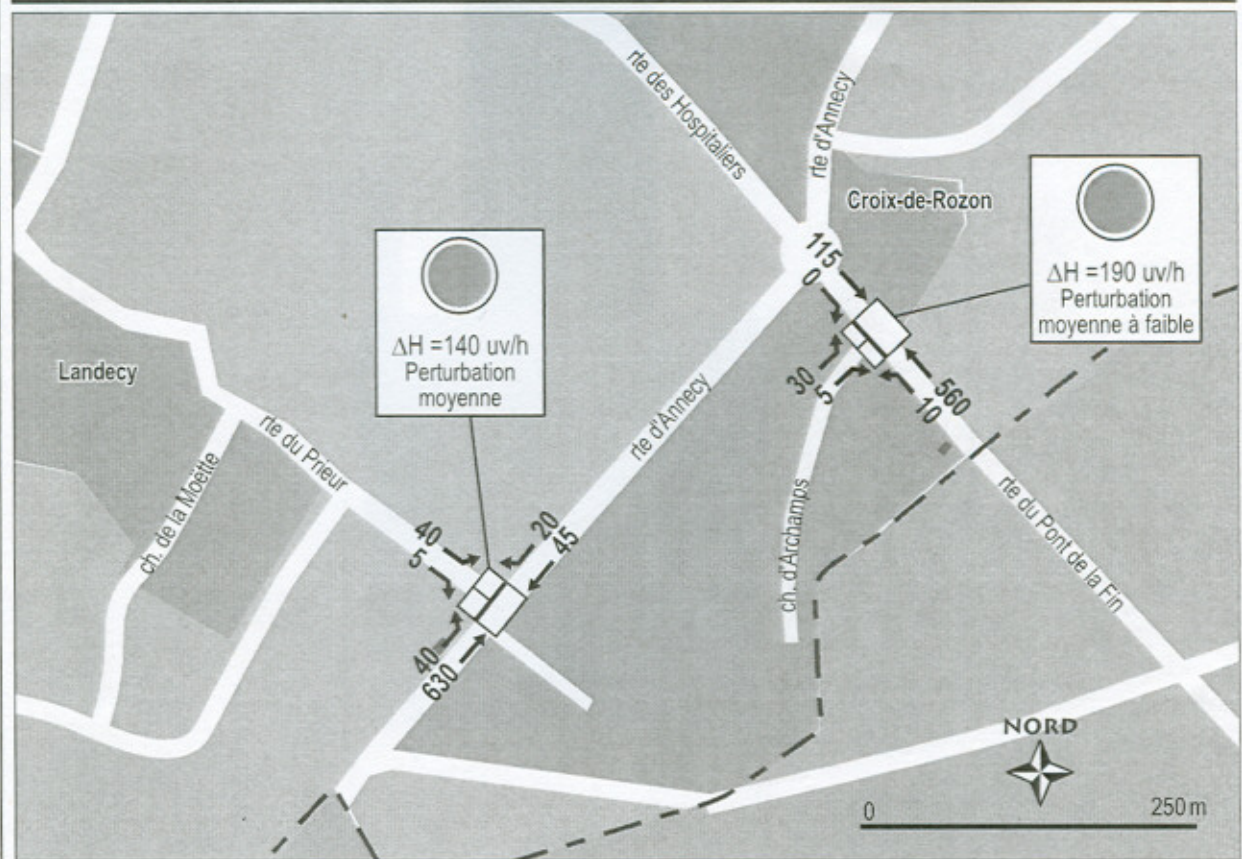 rte des Hospitaliers
rte d'Annecy
Croix-de-Rozon
115
0
ΔH =190 uv/h
Perturbation
moyenne à faible
ΔH =140 uv/h
Perturbation
moyenne
30
5
560
10
Landecy
rte du Prieur
ch. de la Moëtte
rte d'Annecy
ch. d'Archamps
rte du Pont de la Fin
40
5
20
45
40
630
NORD
0
250 m